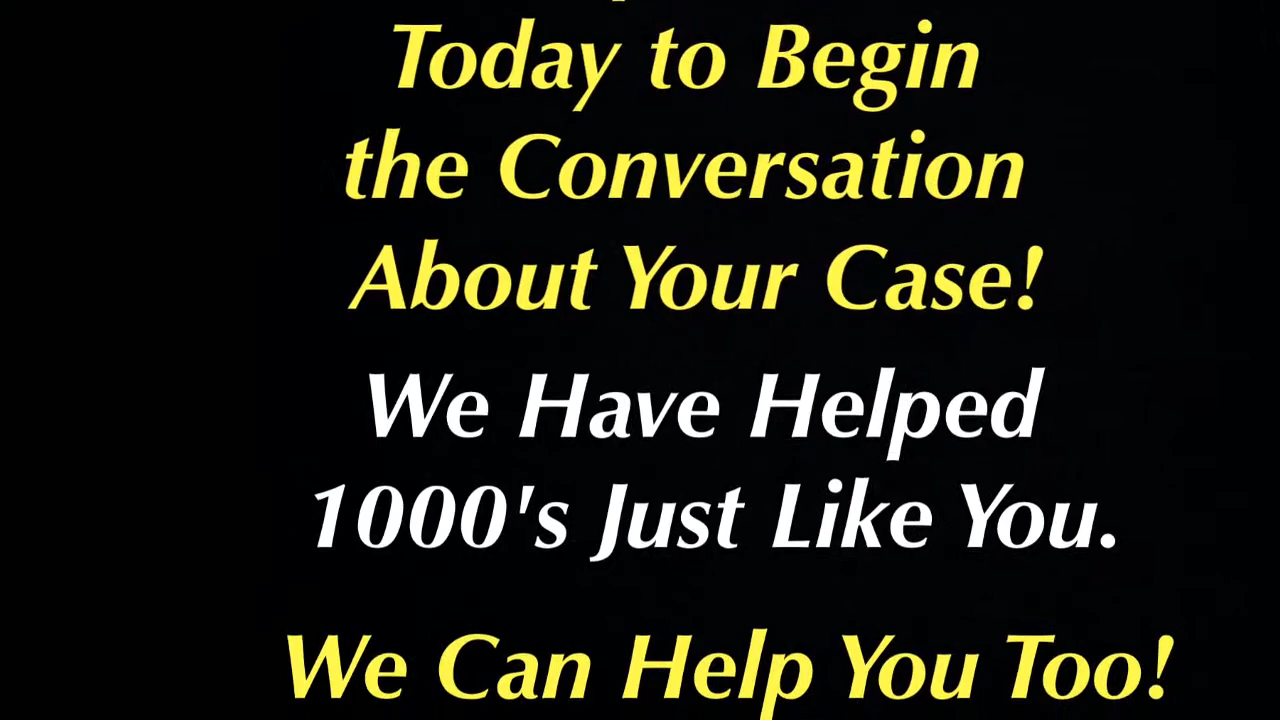 Today to Begin
the Conversation
About Your Case!
We Have Helped
1000's Just Like You.
We Can Help You Too!